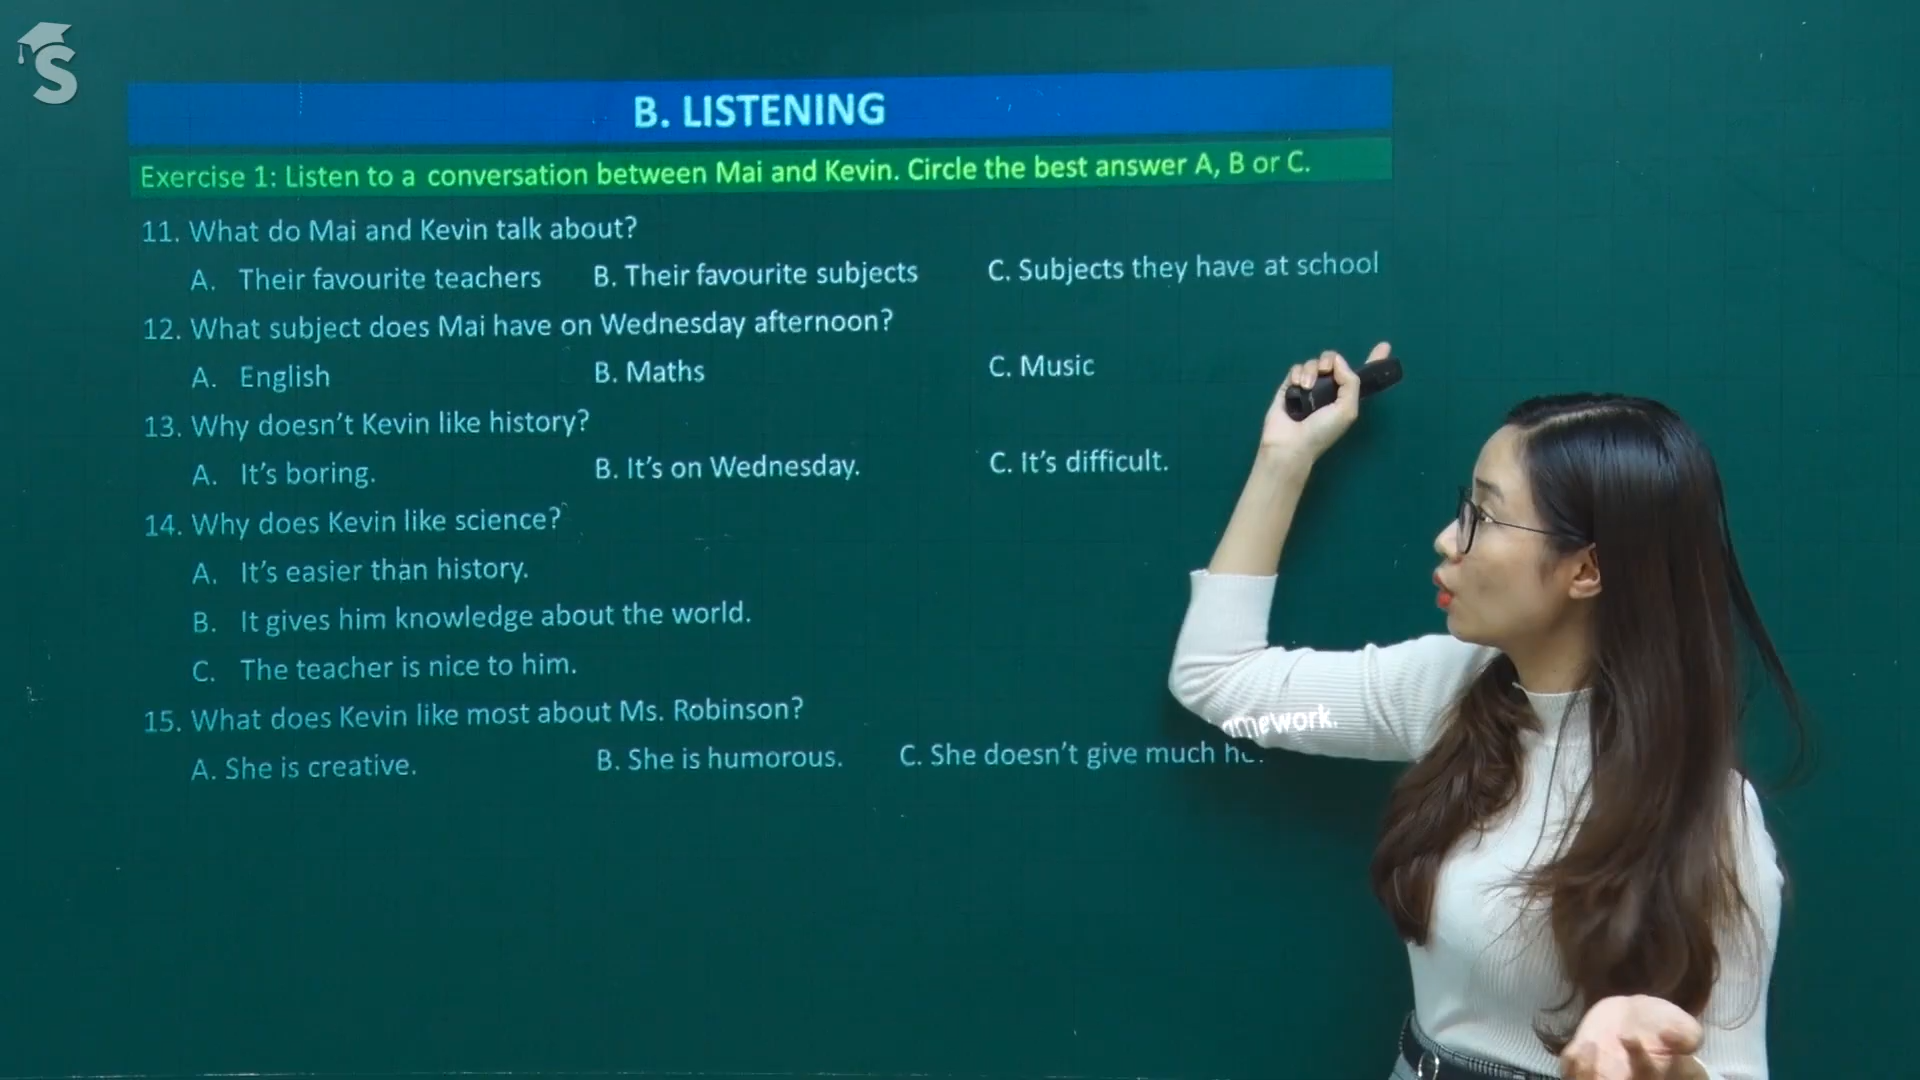 S
B. LISTENING
Exercise 1: Listen to a conversation between Mai and Kevin. Circle the best answer A, B or C.
11. What do Mai and Kevin talk about?
A. Their favourite teachers B. Their favourite subjects C. Subjects they have at school
12. What subject does Mai have on Wednesday afternoon?
A. English B. Maths C. Music
13. Why doesn't Kevin like history?
A. It's boring. B. It's on Wednesday. C. It's difficult.
14. Why does Kevin like science?
A. It's easier than history.
B. It gives him knowledge about the world.
C. The teacher is nice to him.
15. What does Kevin like most about Ms. Robinson?
A. She is creative. B. She is humorous. C. She doesn't give much